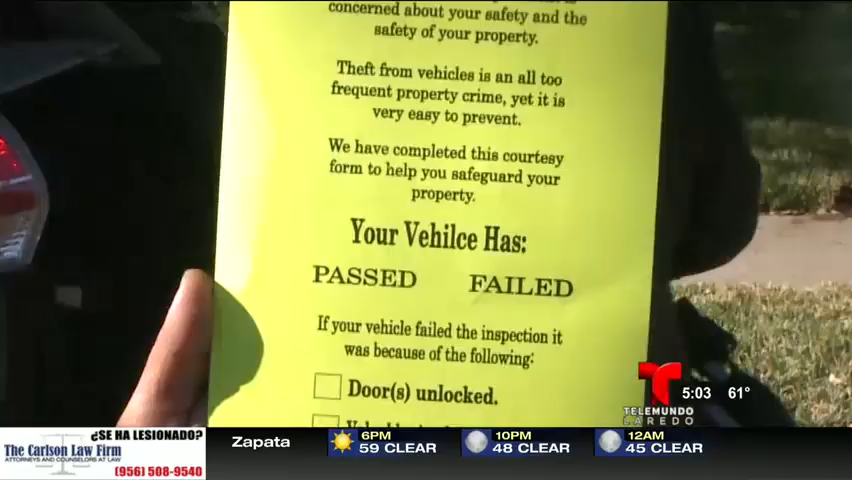 concerned about your safety and the
safety of your property.
Theft from vehicles is an all too
frequent property crime, yet it is
very easy to prevent.
We have completed this courtesy
form to help you safeguard your
property.
Your Vehilce Has:
PASSED FAILED
If your vehicle failed the inspection it
was because of the following:
Door(s) unlocked.
TELEMUNDO
LAREDO
5:03 61°
¿SE HA LESIONADO?
The Carlson Law Firm
ATTORNEYS AND COUNSELORS AT LAW
(956) 508-9540
Zapata
6PM
59 CLEAR
10PM
48 CLEAR
12AM
45 CLEAR